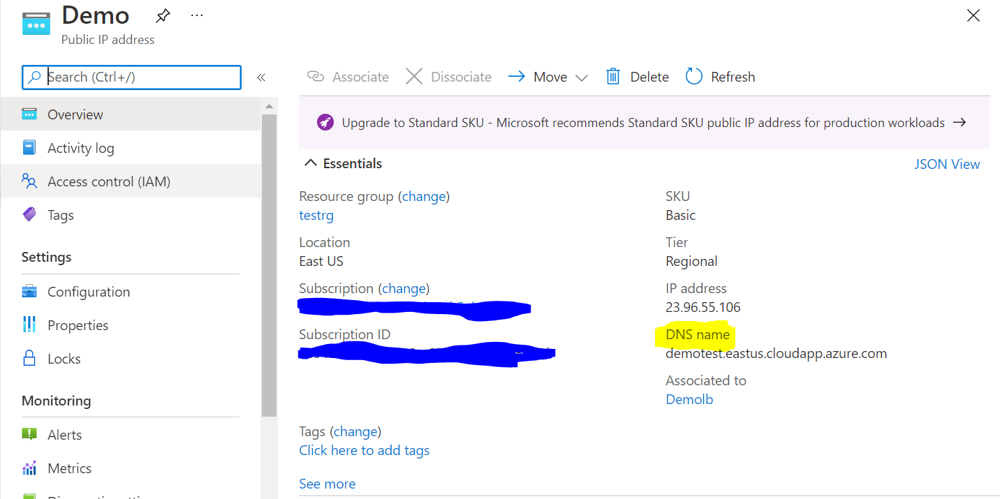 Demo
Public IP address
Search (Ctrl+/)
«
Overview
Activity log
Access control (IAM)
Tags
Settings
Configuration
Properties
Locks
Monitoring
Alerts
Metrics
Associate Dissociate Move Delete Refresh
Upgrade to Standard SKU - Microsoft recommends Standard SKU public IP address for production workloads
Essentials
JSON View
Resource group (change)
testrg
Location
East US
Subscription (change)
Subscription ID
SKU
Basic
Tier
Regional
IP address
23.96.55.106
DNS name
demotest.eastus.cloudapp.azure.com
Associated to
Demolb
Tags (change)
Click here to add tags
See more